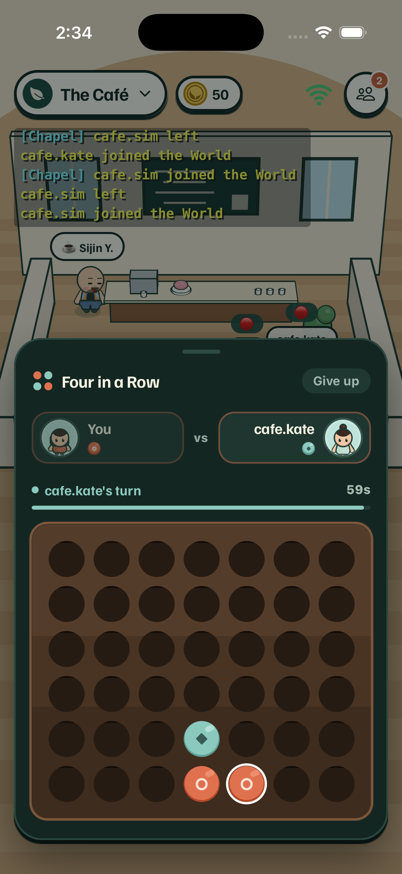 2:34
The Café
50
2
[Chapel] cafe.sim left
cafe.kate joined the World
[Chapel] cafe.sim joined the World
cafe.sim left
cafe.sim joined the World
Sijin Y.
cafe.kate
Four in a Row
Give up
You
vs
cafe.kate
cafe.kate's turn
59s